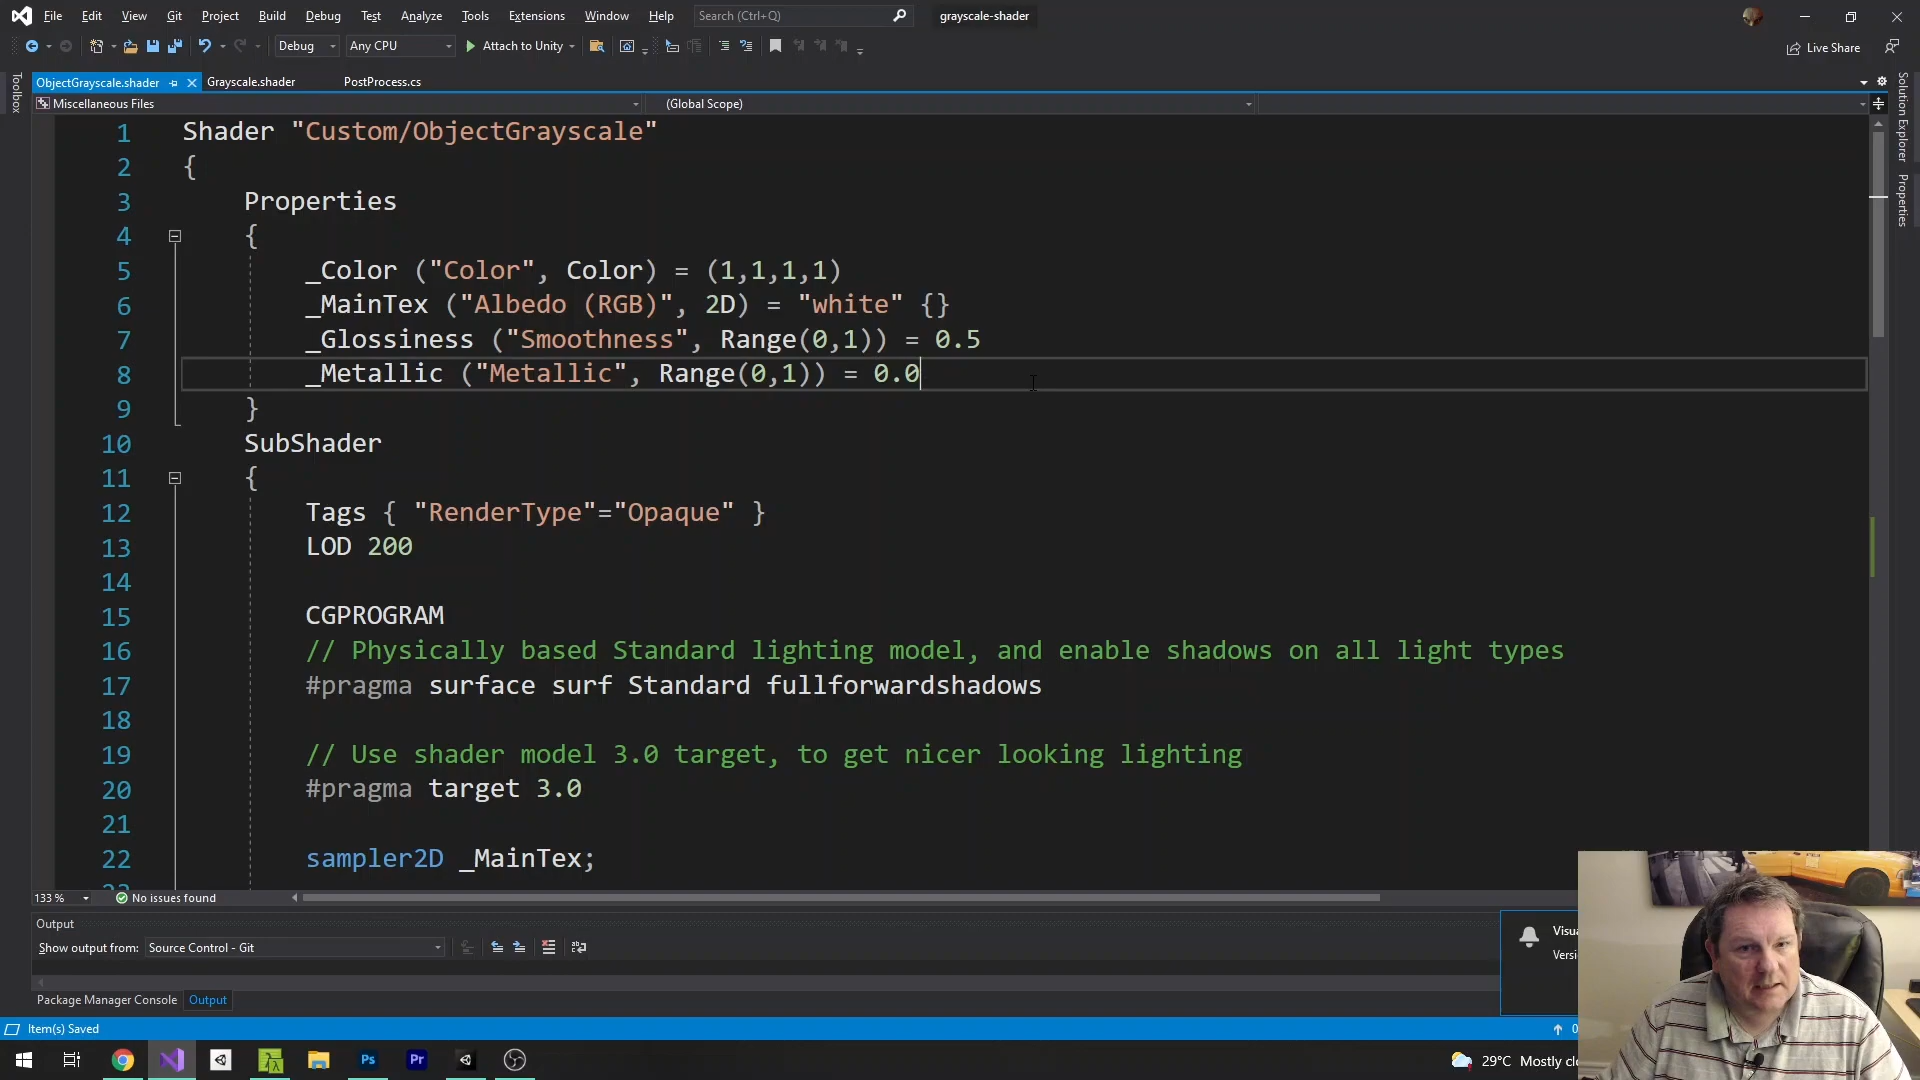 File Edit View Git Project Build Debug Test Analyze Tools Extensions Window Help Search (Ctrl+Q) grayscale-shader
Debug Any CPU Attach to Unity Live Share
ObjectGrayscale.shader Grayscale.shader PostProcess.cs
Miscellaneous Files (Global Scope)
Toolbox
Solution Explorer
Properties
1 Shader "Custom/ObjectGrayscale"
2 {
3 Properties
4 {
5 _Color ("Color", Color) = (1,1,1,1)
6 _MainTex ("Albedo (RGB)", 2D) = "white" {}
7 _Glossiness ("Smoothness", Range(0,1)) = 0.5
8 _Metallic ("Metallic", Range(0,1)) = 0.0
9 }
10 SubShader
11 {
12 Tags { "RenderType"="Opaque" }
13 LOD 200
14
15 CGPROGRAM
16 // Physically based Standard lighting model, and enable shadows on all light types
17 #pragma surface surf Standard fullforwardshadows
18
19 // Use shader model 3.0 target, to get nicer looking lighting
20 #pragma target 3.0
21
22 sampler2D _MainTex;
133 % No issues found
Output
Show output from: Source Control - Git
Package Manager Console Output
Item(s) Saved
Ps Pr 29°C Mostly